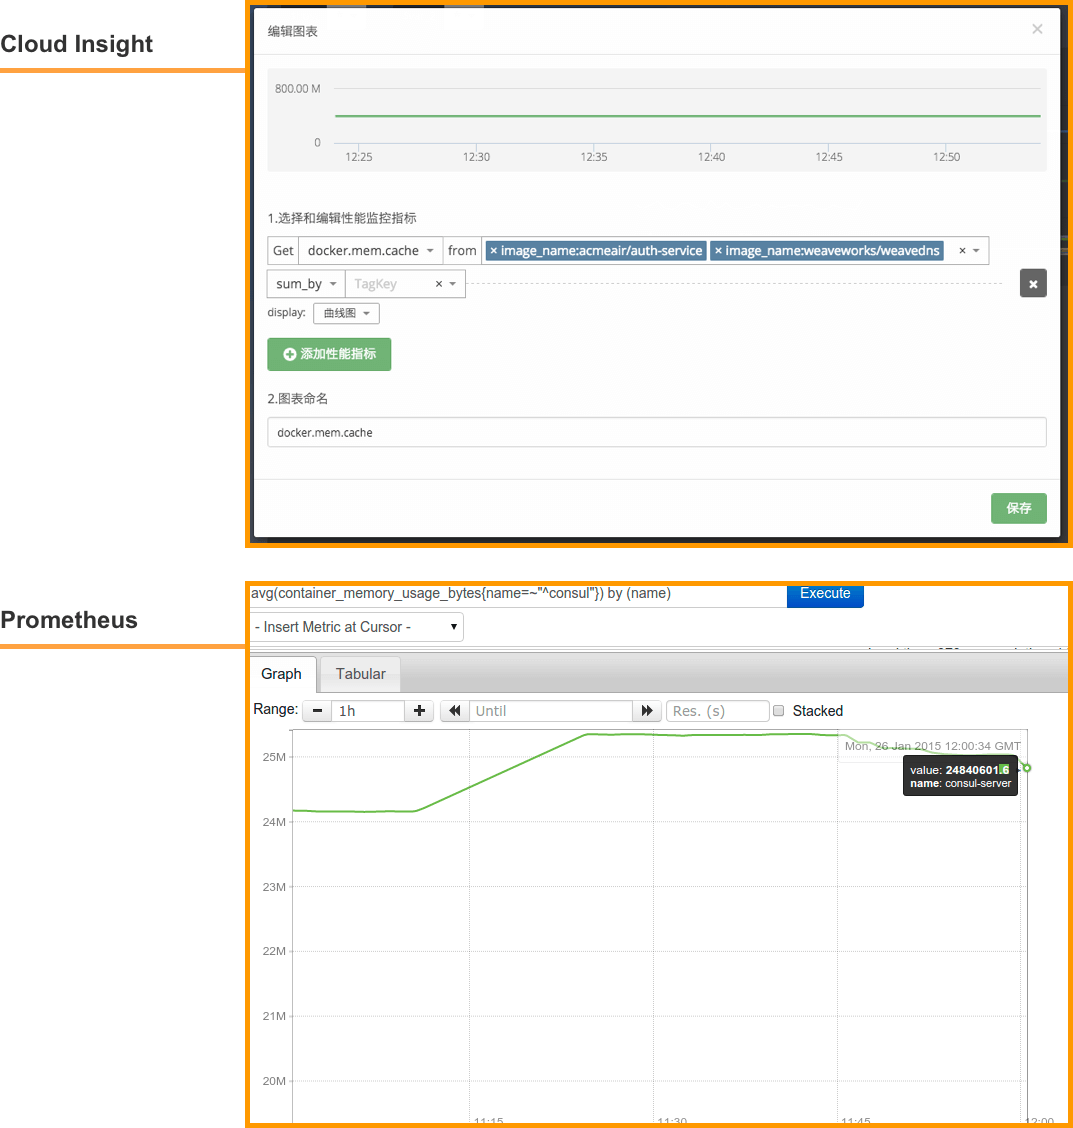 Cloud Insight
编辑图表
×
800.00 M
0
12:25 12:30 12:35 12:40 12:45 12:50
1.选择和编辑性能监控指标
Get docker.mem.cache from × image_name:acmeair/auth-service × image_name:weaveworks/weavedns ×
sum_by TagKey ×
display: 曲线图
添加性能指标
2.图表命名
docker.mem.cache
保存
Prometheus
avg(container_memory_usage_bytes{name=~"^consul"}) by (name) Execute
- Insert Metric at Cursor -
Graph Tabular
Range: 1h Until Res. (s) Stacked
Mon, 26 Jan 2015 12:00:34 GMT
25M
value: 24840601.6
name: consul-server
24M
23M
22M
21M
20M
11:15 11:30 11:45 12:00